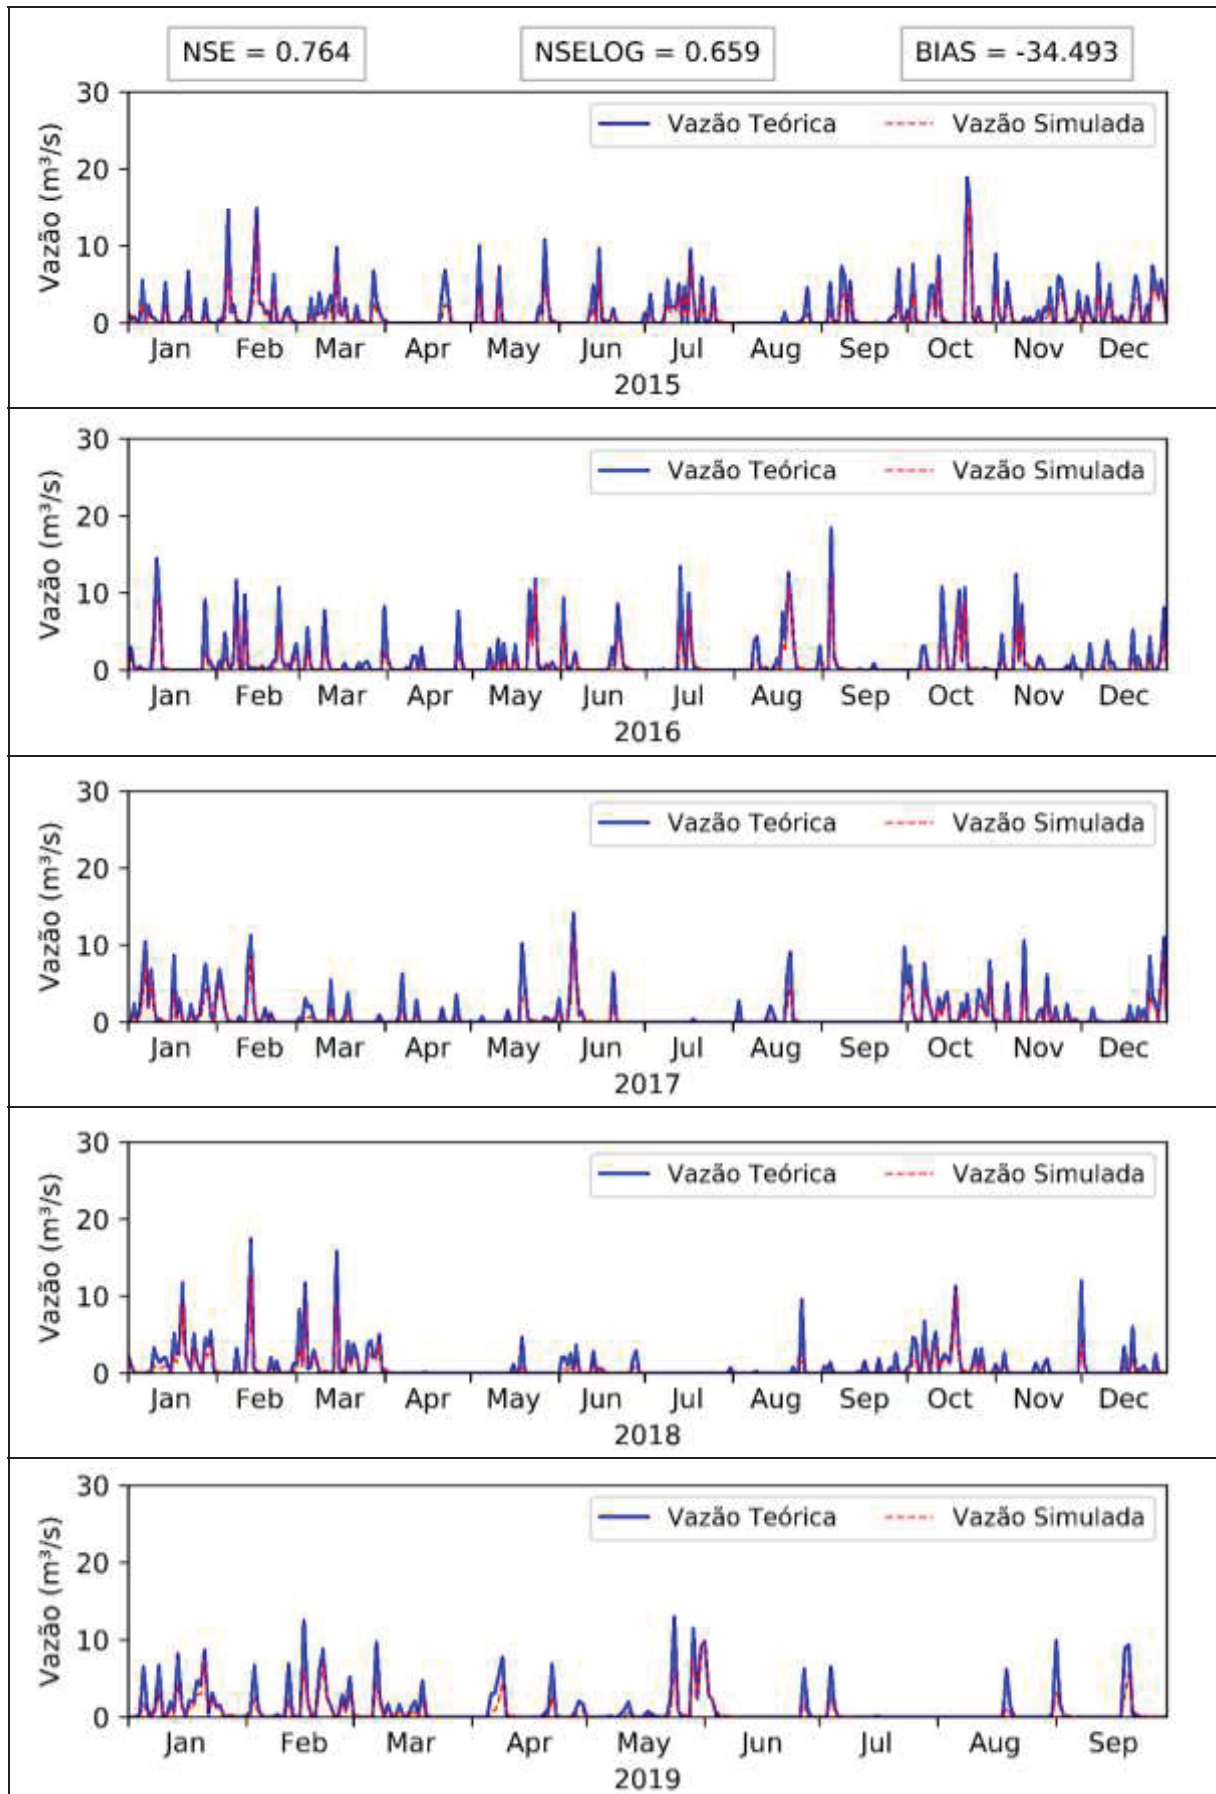 NSE = 0.764 NSELOG = 0.659 BIAS = -34.493
30
Vazão Teórica Vazão Simulada
20
Vazão (m³/s)
10
0
Jan Feb Mar Apr May Jun Jul Aug Sep Oct Nov Dec
2015
30
Vazão Teórica Vazão Simulada
20
Vazão (m³/s)
10
0
Jan Feb Mar Apr May Jun Jul Aug Sep Oct Nov Dec
2016
30
Vazão Teórica Vazão Simulada
20
Vazão (m³/s)
10
0
Jan Feb Mar Apr May Jun Jul Aug Sep Oct Nov Dec
2017
30
Vazão Teórica Vazão Simulada
20
Vazão (m³/s)
10
0
Jan Feb Mar Apr May Jun Jul Aug Sep Oct Nov Dec
2018
30
Vazão Teórica Vazão Simulada
20
Vazão (m³/s)
10
0
Jan Feb Mar Apr May Jun Jul Aug Sep
2019